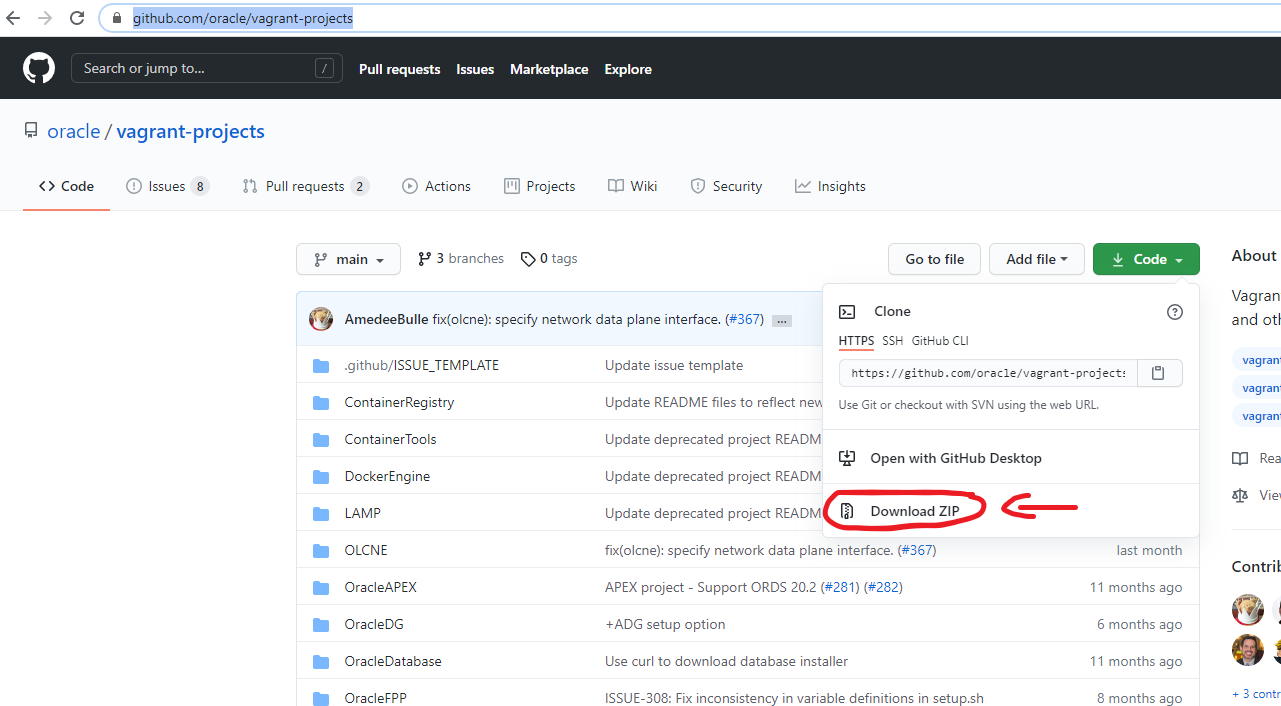 github.com/oracle/vagrant-projects
Search or jump to... / Pull requests Issues Marketplace Explore
oracle / vagrant-projects
Code Issues 8 Pull requests 2 Actions Projects Wiki Security Insights
main 3 branches 0 tags Go to file Add file Code
About
Clone
HTTPS SSH GitHub CLI
https://github.com/oracle/vagrant-projects
Use Git or checkout with SVN using the web URL.
Open with GitHub Desktop
Download ZIP
AmedeeBulle fix(olcne): specify network data plane interface. (#367) ...
.github/ISSUE_TEMPLATE Update issue template
ContainerRegistry Update README files to reflect new
ContainerTools Update deprecated project READM
DockerEngine Update deprecated project READM
LAMP Update deprecated project READM
OLCNE fix(olcne): specify network data plane interface. (#367) last month
OracleAPEX APEX project - Support ORDS 20.2 (#281) (#282) 11 months ago
OracleDG +ADG setup option 6 months ago
OracleDatabase Use curl to download database installer 11 months ago
OracleFPP ISSUE-308: Fix inconsistency in variable definitions in setup.sh 8 months ago
Vagran
and oth
vagrant
vagrant
vagrant
Rea
Vie
Contrib
+ 3 contr